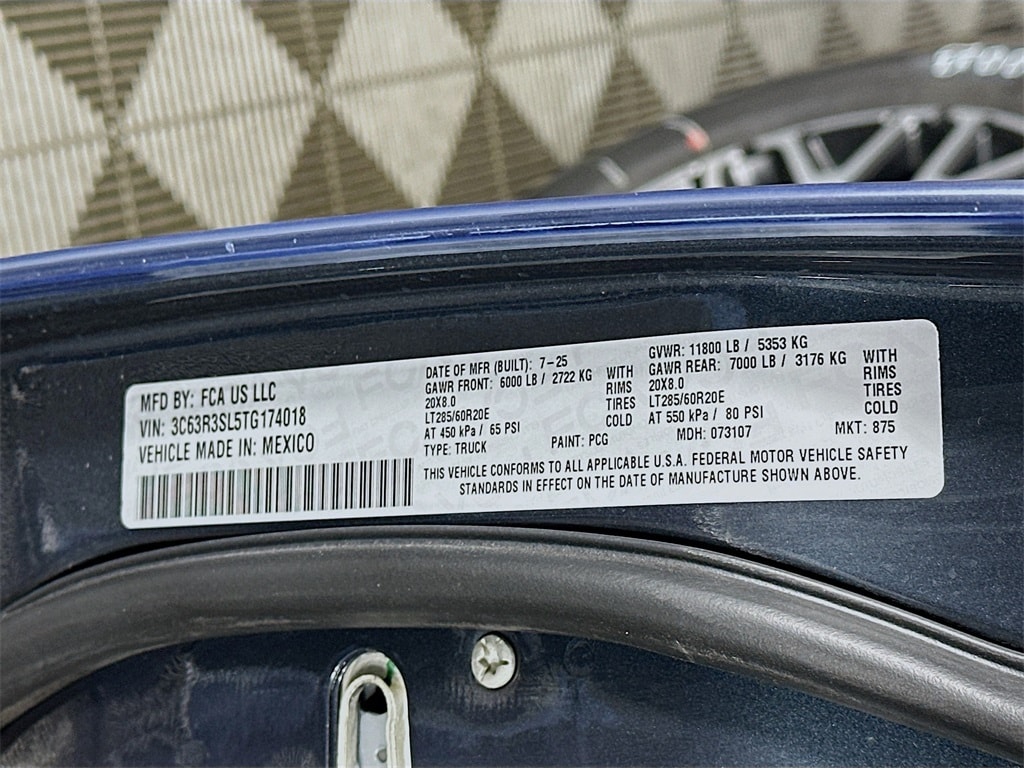 MFD BY: FCA US LLC
VIN: 3C63R3SL5TG174018
VEHICLE MADE IN: MEXICO
DATE OF MFR (BUILT): 7-25
GAWR FRONT: 6000 LB / 2722 KG WITH
20X8.0 RIMS
LT285/60R20E TIRES
AT 450 kPa / 65 PSI COLD
TYPE: TRUCK PAINT: PCG
GVWR: 11800 LB / 5353 KG
GAWR REAR: 7000 LB / 3176 KG WITH
20X8.0 RIMS
LT285/60R20E TIRES
AT 550 kPa / 80 PSI COLD
MDH: 073107 MKT: 875
THIS VEHICLE CONFORMS TO ALL APPLICABLE U.S.A. FEDERAL MOTOR VEHICLE SAFETY
STANDARDS IN EFFECT ON THE DATE OF MANUFACTURE SHOWN ABOVE.